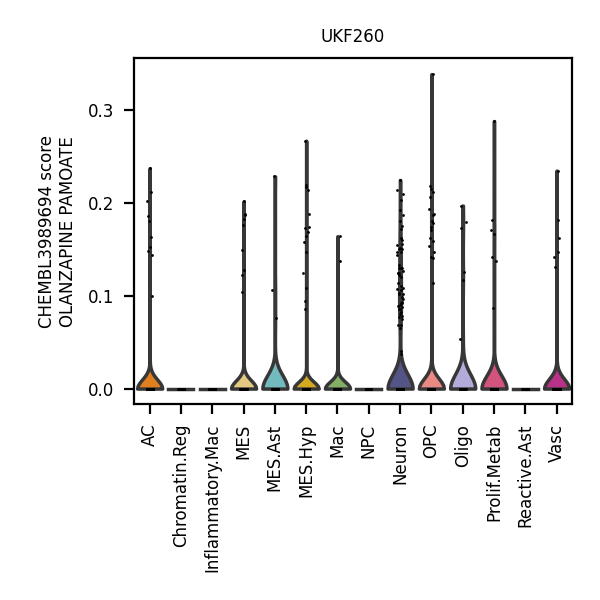 UKF260
CHEMBL3989694 score
OLANZAPINE PAMOATE
0.3
0.2
0.1
0.0
AC
Chromatin.Reg
Inflammatory.Mac
MES
MES.Ast
MES.Hyp
Mac
NPC
Neuron
OPC
Oligo
Prolif.Metab
Reactive.Ast
Vasc